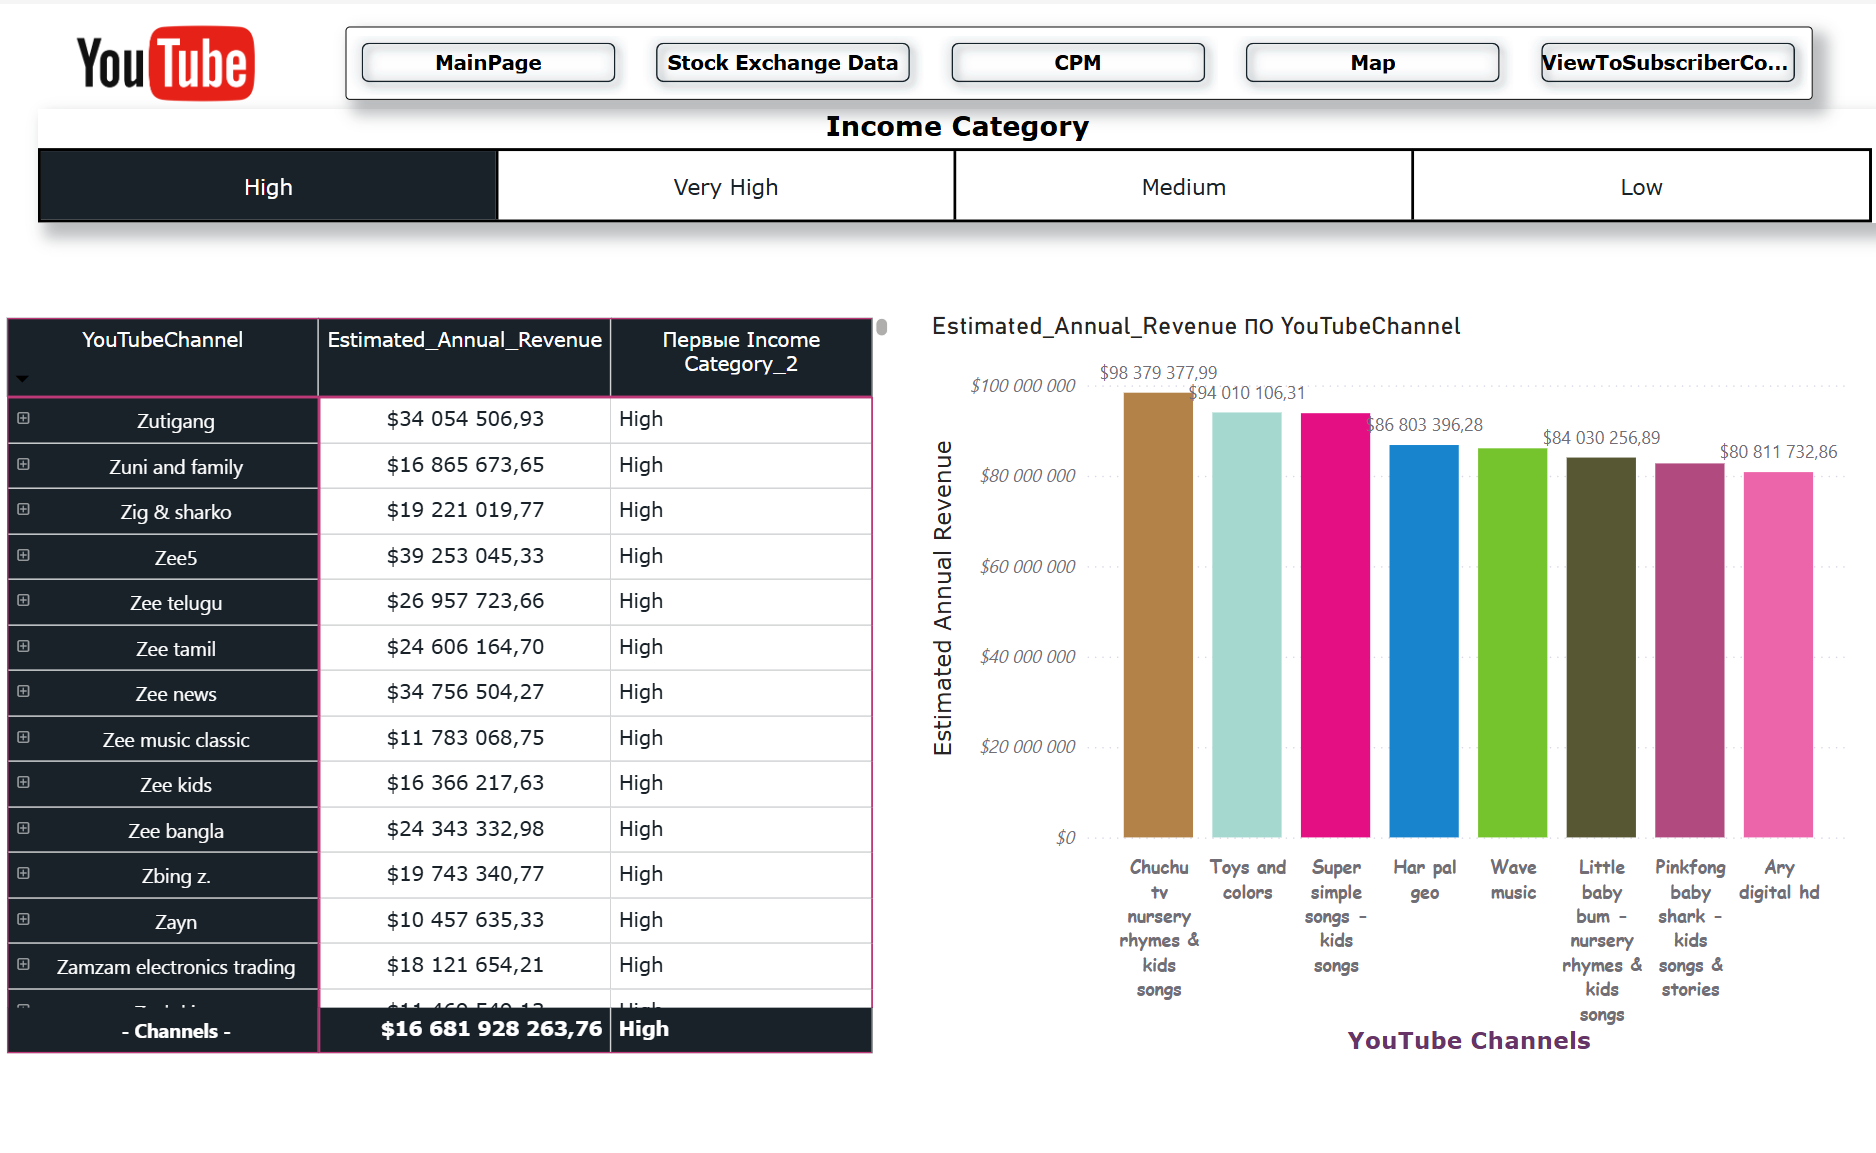 YouTube
MainPage
Stock Exchange Data
CPM
Map
ViewToSubscriberCo...
Income Category
High
Very High
Medium
Low
YouTubeChannel
Estimated_Annual_Revenue
Первые Income
Category_2
Zutigang $34 054 506,93 High
Zuni and family $16 865 673,65 High
Zig & sharko $19 221 019,77 High
Zee5 $39 253 045,33 High
Zee telugu $26 957 723,66 High
Zee tamil $24 606 164,70 High
Zee news $34 756 504,27 High
Zee music classic $11 783 068,75 High
Zee kids $16 366 217,63 High
Zee bangla $24 343 332,98 High
Zbing z. $19 743 340,77 High
Zayn $10 457 635,33 High
Zamzam electronics trading $18 121 654,21 High
- Channels - $16 681 928 263,76 High
Estimated_Annual_Revenue по YouTubeChannel
Estimated Annual Revenue
$100 000 000
$80 000 000
$60 000 000
$40 000 000
$20 000 000
$0
$98 379 377,99
$94 010 106,31
$86 803 396,28
$84 030 256,89
$80 811 732,86
Chuchu
tv
nursery
rhymes &
kids
songs
Toys and
colors
Super
simple
songs -
kids
songs
Har pal
geo
Wave
music
Little
baby
bum -
nursery
rhymes &
kids
songs
Pinkfong
baby
shark -
kids
songs &
stories
Ary
digital hd
YouTube Channels